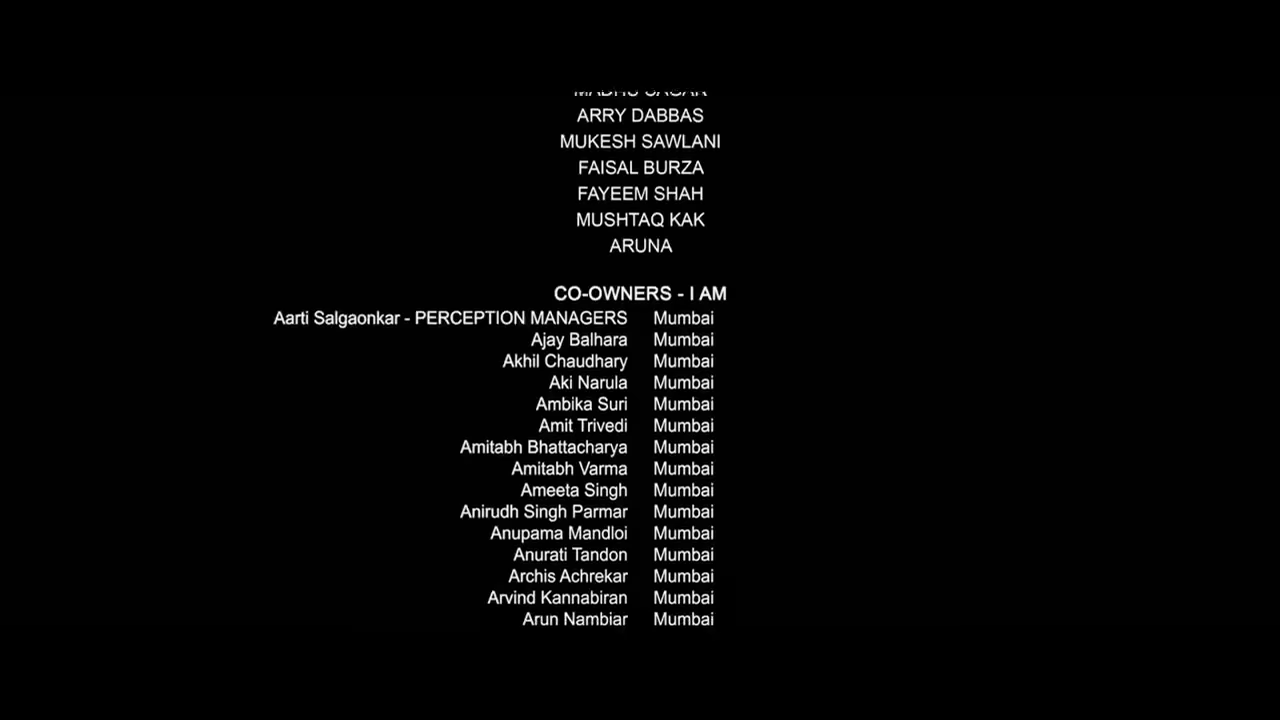 MADHU SAGAR
ARRY DABBAS
MUKESH SAWLANI
FAISAL BURZA
FAYEEM SHAH
MUSHTAQ KAK
ARUNA
CO-OWNERS - I AM
Aarti Salgaonkar - PERCEPTION MANAGERS Mumbai
Ajay Balhara Mumbai
Akhil Chaudhary Mumbai
Aki Narula Mumbai
Ambika Suri Mumbai
Amit Trivedi Mumbai
Amitabh Bhattacharya Mumbai
Amitabh Varma Mumbai
Ameeta Singh Mumbai
Anirudh Singh Parmar Mumbai
Anupama Mandloi Mumbai
Anurati Tandon Mumbai
Archis Achrekar Mumbai
Arvind Kannabiran Mumbai
Arun Nambiar Mumbai